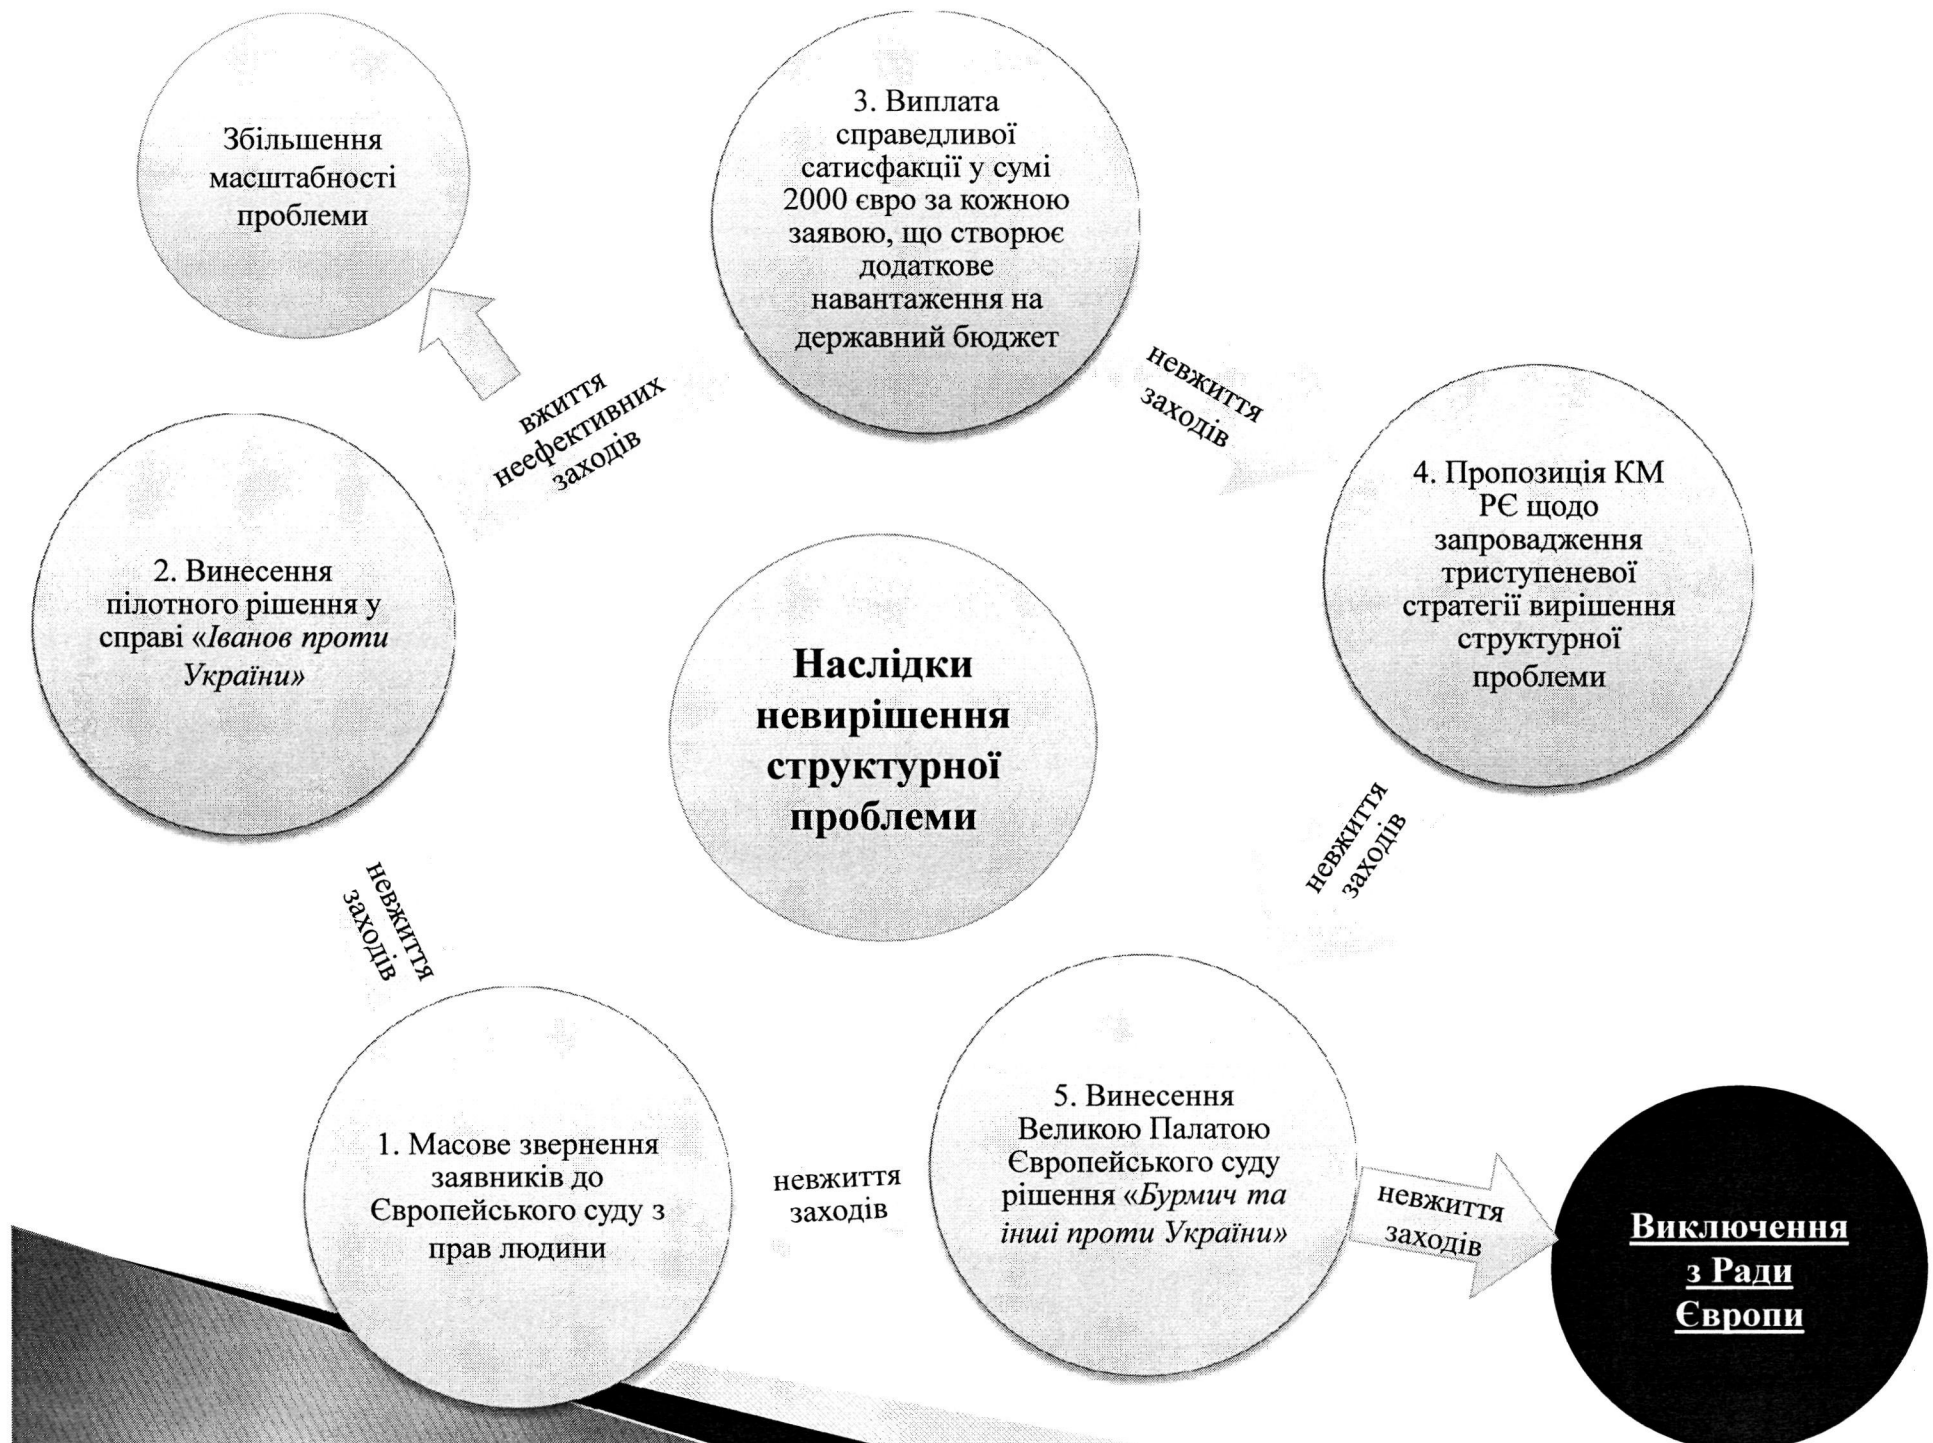 Збільшення
масштабності
проблеми
3. Виплата
справедливої
сатисфакції у сумі
2000 євро за кожною
заявою, що створює
додаткове
навантаження на
державний бюджет
вжиття
неефективних
заходів
невжиття
заходів
2. Винесення
пілотного рішення у
справі «Іванов проти
України»
4. Пропозиція КМ
РЄ щодо
запровадження
триступеневої
стратегії вирішення
структурної
проблеми
Наслідки
невирішення
структурної
проблеми
невжиття
заходів
невжиття
заходів
1. Масове звернення
заявників до
Європейського суду з
прав людини
невжиття
заходів
5. Винесення
Великою Палатою
Європейського суду
рішення «Бурмич та
інші проти України»
невжиття
заходів
Виключення
з Ради
Європи